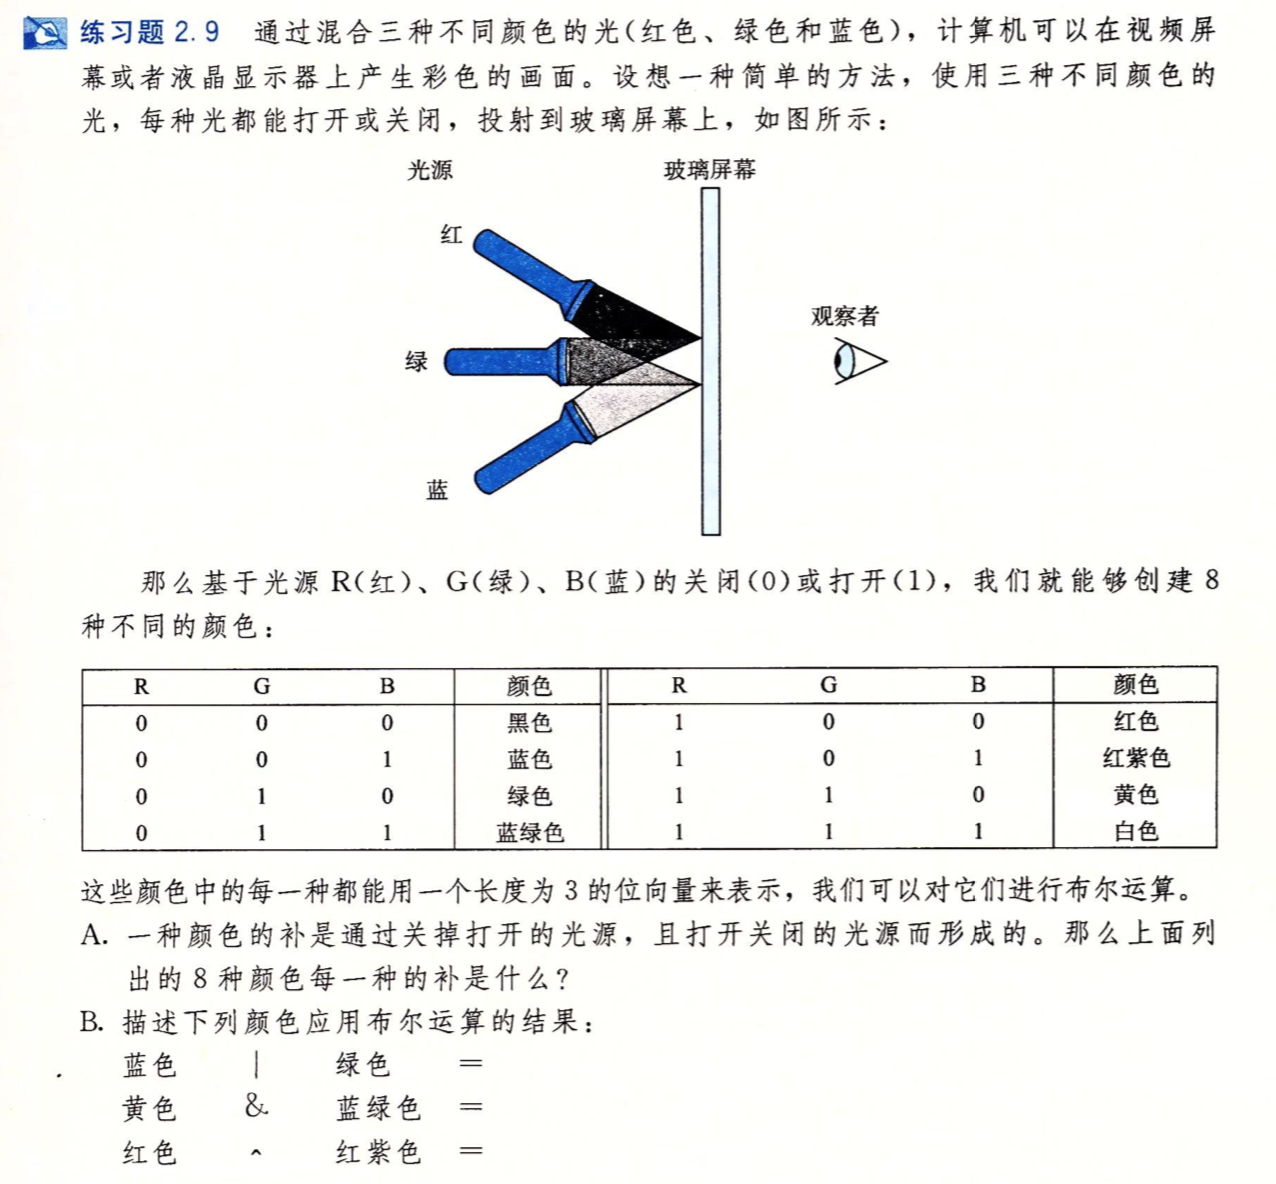 练习题 2.9 通过混合三种不同颜色的光(红色、绿色和蓝色)，计算机可以在视频屏
幕或者液晶显示器上产生彩色的画面。设想一种简单的方法，使用三种不同颜色的
光，每种光都能打开或关闭，投射到玻璃屏幕上，如图所示：
光源 玻璃屏幕
红
观察者
绿
蓝
那么基于光源 R(红)、G(绿)、B(蓝)的关闭(0)或打开(1)，我们就能够创建 8
种不同的颜色：
R G B 颜色 R G B 颜色
0 0 0 黑色 1 0 0 红色
0 0 1 蓝色 1 0 1 红紫色
0 1 0 绿色 1 1 0 黄色
0 1 1 蓝绿色 1 1 1 白色
这些颜色中的每一种都能用一个长度为 3 的位向量来表示，我们可以对它们进行布尔运算。
A. 一种颜色的补是通过关掉打开的光源，且打开关闭的光源而形成的。那么上面列
出的 8 种颜色每一种的补是什么？
B. 描述下列颜色应用布尔运算的结果：
蓝色 | 绿色 =
黄色 & 蓝绿色 =
红色 ^ 红紫色 =